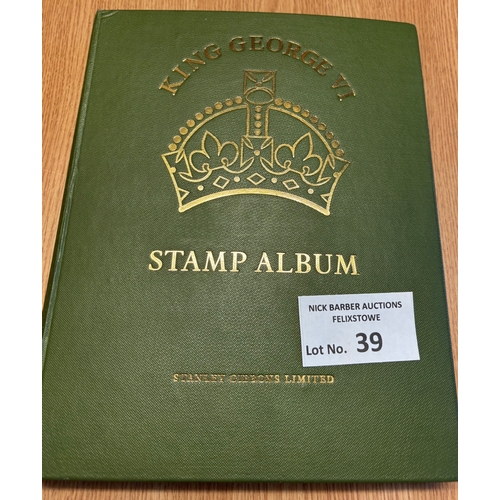 KING GEORGE VI
STAMP ALBUM
NICK BARBER AUCTIONS
FELIXSTOWE
Lot No. 39
STANLEY GIBBONS LIMITED